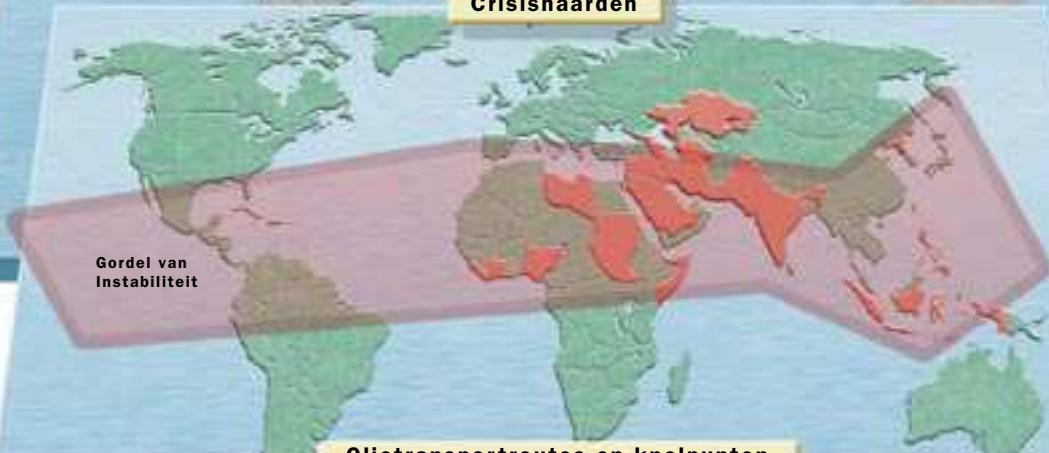 Crisishaarden
Gordel van
Instabiliteit
Olietransportroutes en knelpunten